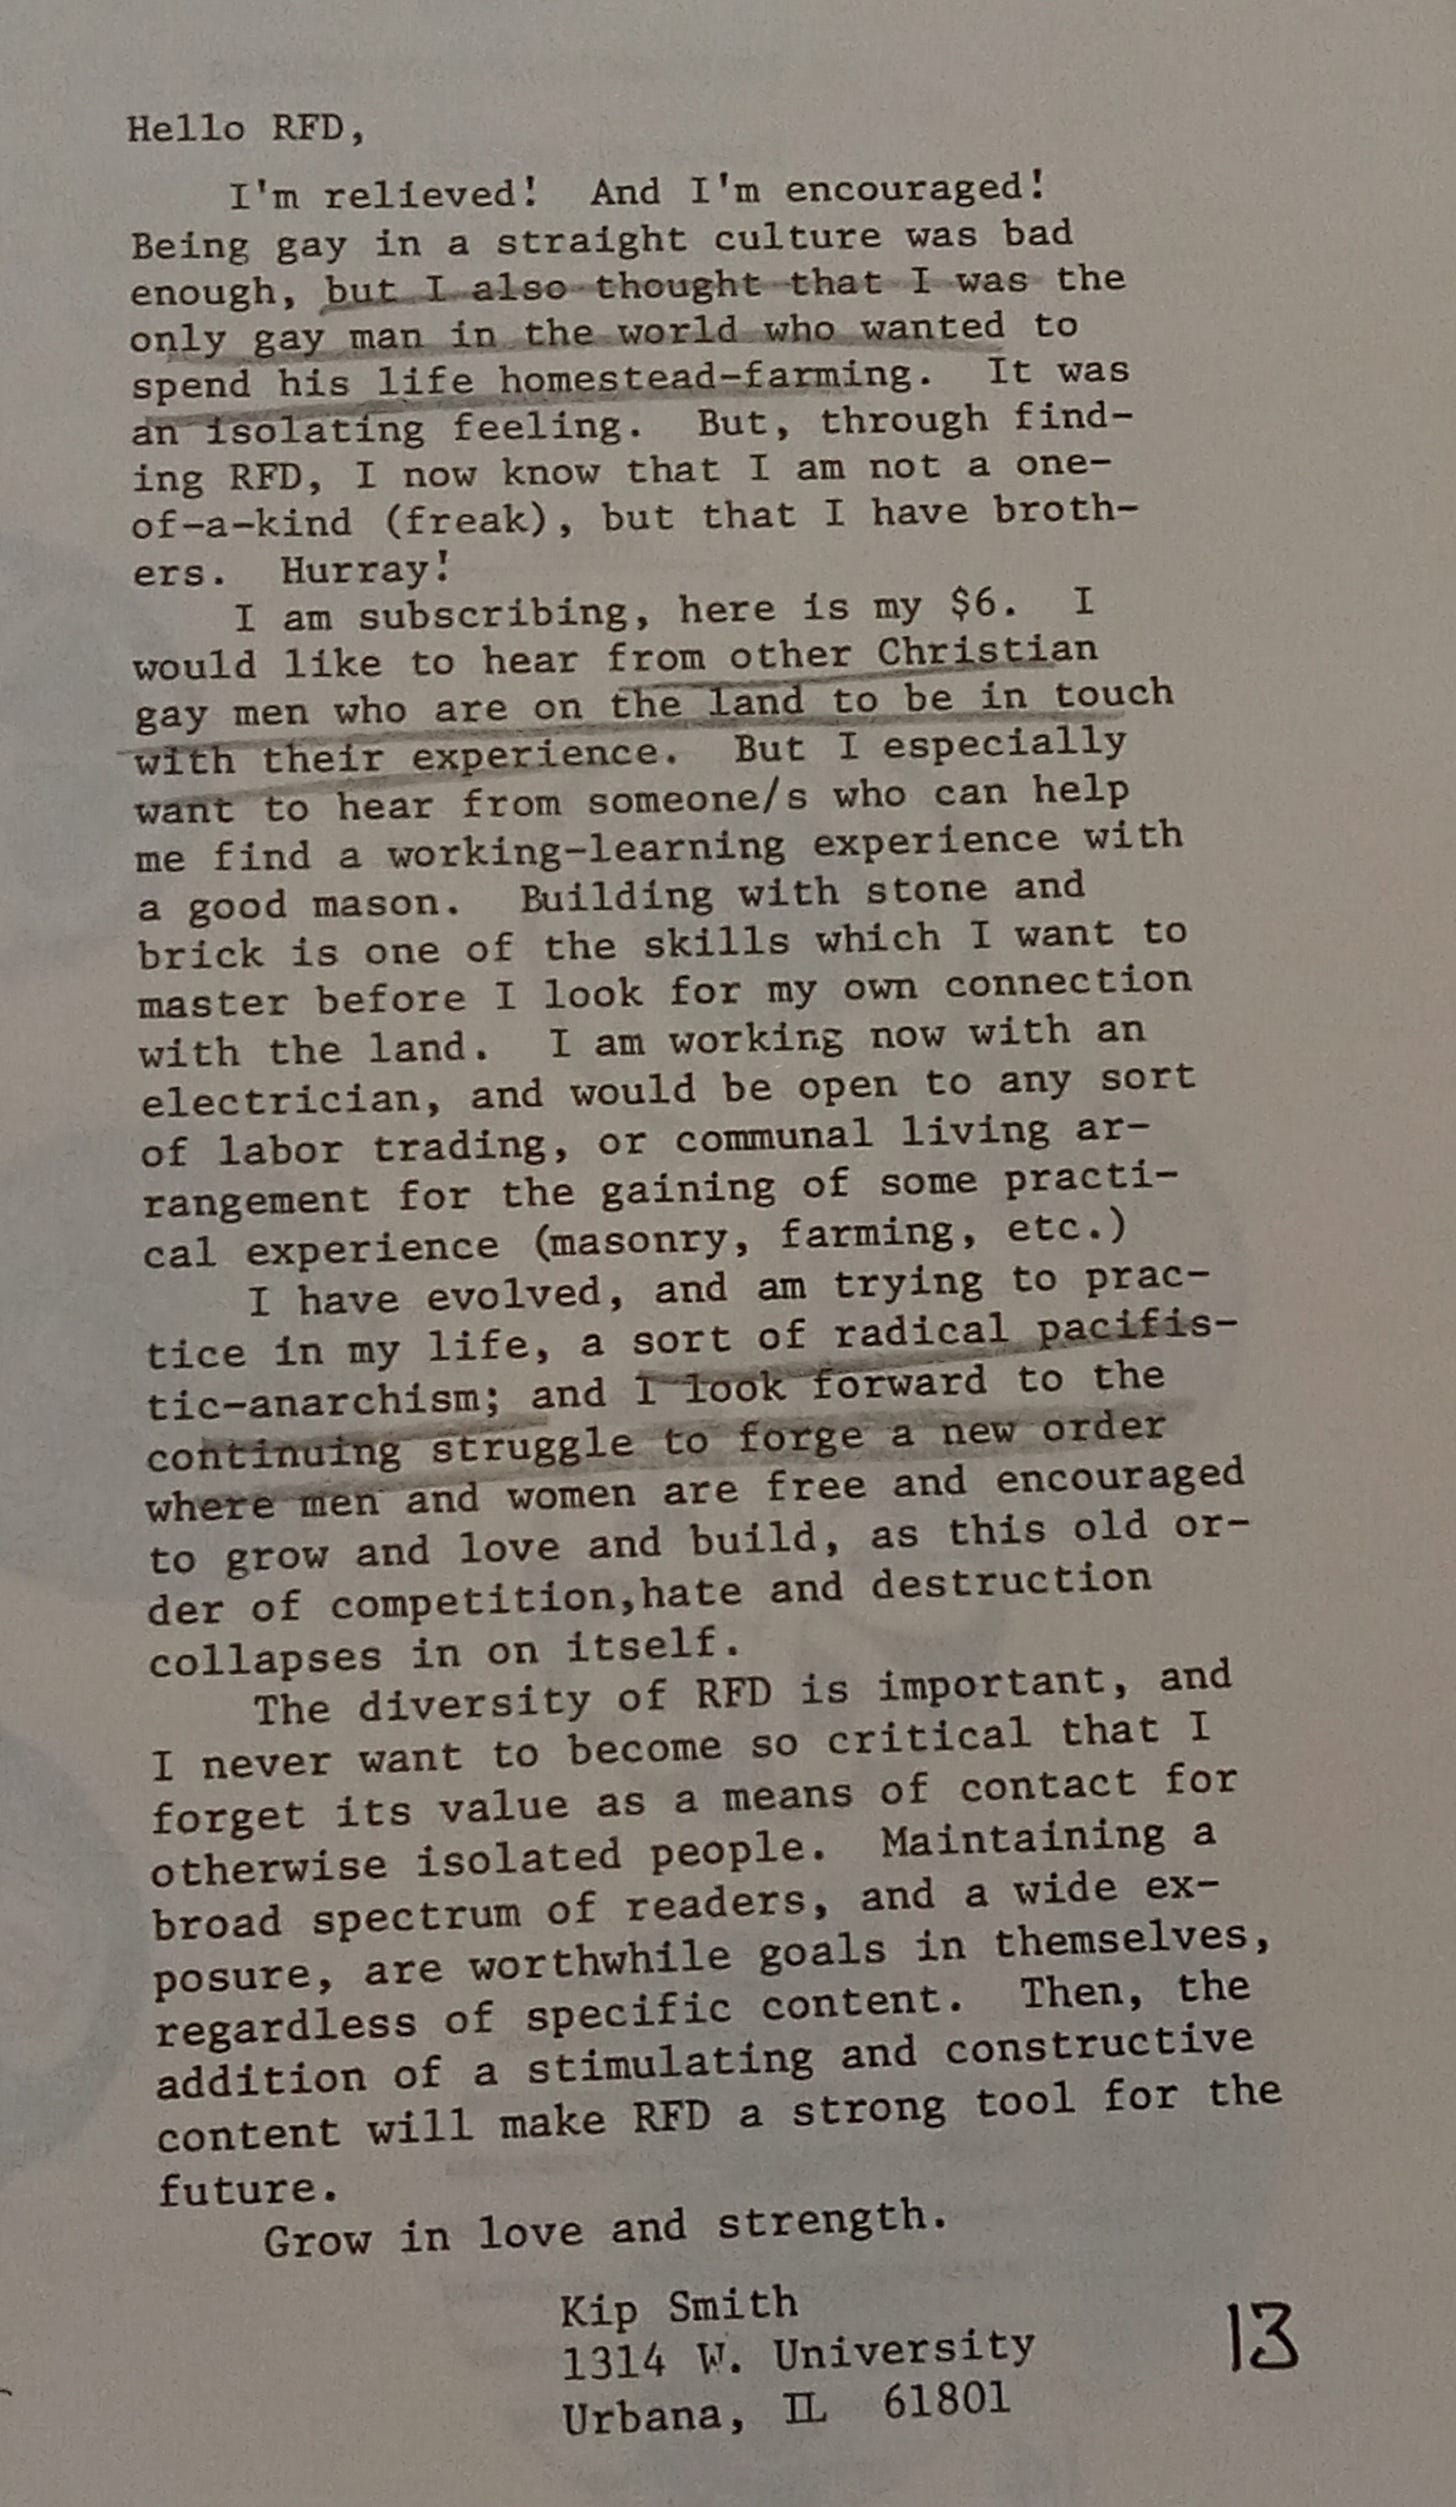 Hello RFD,
I'm relieved!  And I'm encouraged!
Being gay in a straight culture was bad
enough, but I also thought that I was the
only gay man in the world who wanted to
spend his life homestead-farming.  It was
an isolating feeling.  But, through find-
ing RFD, I now know that I am not a one-
of-a-kind (freak), but that I have broth-
ers.  Hurray!
I am subscribing, here is my $6.  I
would like to hear from other Christian
gay men who are on the land to be in touch
with their experience.  But I especially
want to hear from someone/s who can help
me find a working-learning experience with
a good mason.  Building with stone and
brick is one of the skills which I want to
master before I look for my own connection
with the land.  I am working now with an
electrician, and would be open to any sort
of labor trading, or communal living ar-
rangement for the gaining of some practi-
cal experience (masonry, farming, etc.)
I have evolved, and am trying to prac-
tice in my life, a sort of radical pacifis-
tic-anarchism; and I look forward to the
continuing struggle to forge a new order
where men and women are free and encouraged
to grow and love and build, as this old or-
der of competition,hate and destruction
collapses in on itself.
The diversity of RFD is important, and
I never want to become so critical that I
forget its value as a means of contact for
otherwise isolated people.  Maintaining a
broad spectrum of readers, and a wide ex-
posure, are worthwhile goals in themselves,
regardless of specific content.  Then, the
addition of a stimulating and constructive
content will make RFD a strong tool for the
future.
Grow in love and strength.
Kip Smith
1314 W. University
Urbana, IL  61801
13